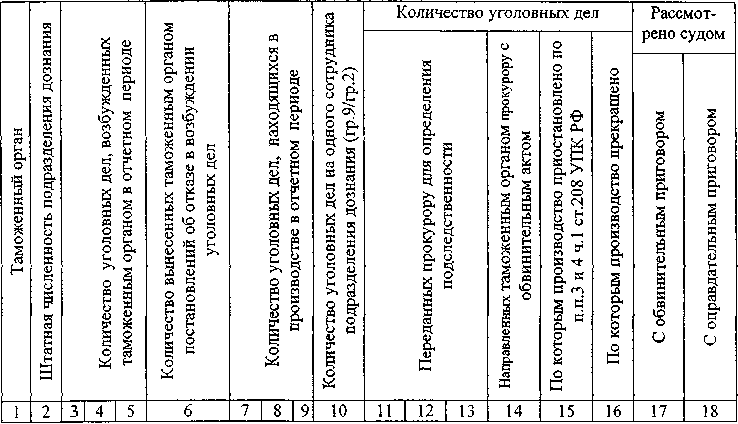 Количество уголовных дел
Рассмот-
рено судом
Таможенный орган
Штатная численность подразделения дознания
Количество уголовных дел, возбужденных
таможенным органом в отчетном периоде
Количество вынесенных таможенным органом
постановлений об отказе в возбуждении
уголовных дел
Количество уголовных дел, находящихся в
производстве в отчетном периоде
Количество уголовных дел на одного сотрудника
подразделения дознания (гр.9/гр.2)
Переданных прокурору для определения
подследственности
Направленных таможенным органом прокурору с
обвинительным актом
По которым производство приостановлено по
п.п.3 и 4 ч.1 ст.208 УПК РФ
По которым производство прекращено
С обвинительным приговором
С оправдательным приговором
1 2 3 4 5 6 7 8 9 10 11 12 13 14 15 16 17 18